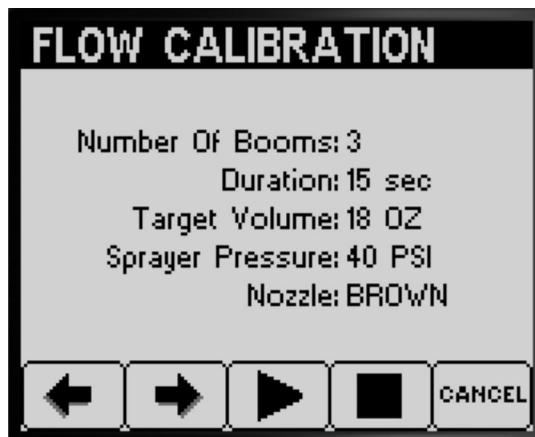 FLOW CALIBRATION
Number Of Booms: 3
Duration: 15 sec
Target Volume: 18 OZ
Sprayer Pressure: 40 PSI
Nozzle: BROWN
CANCEL